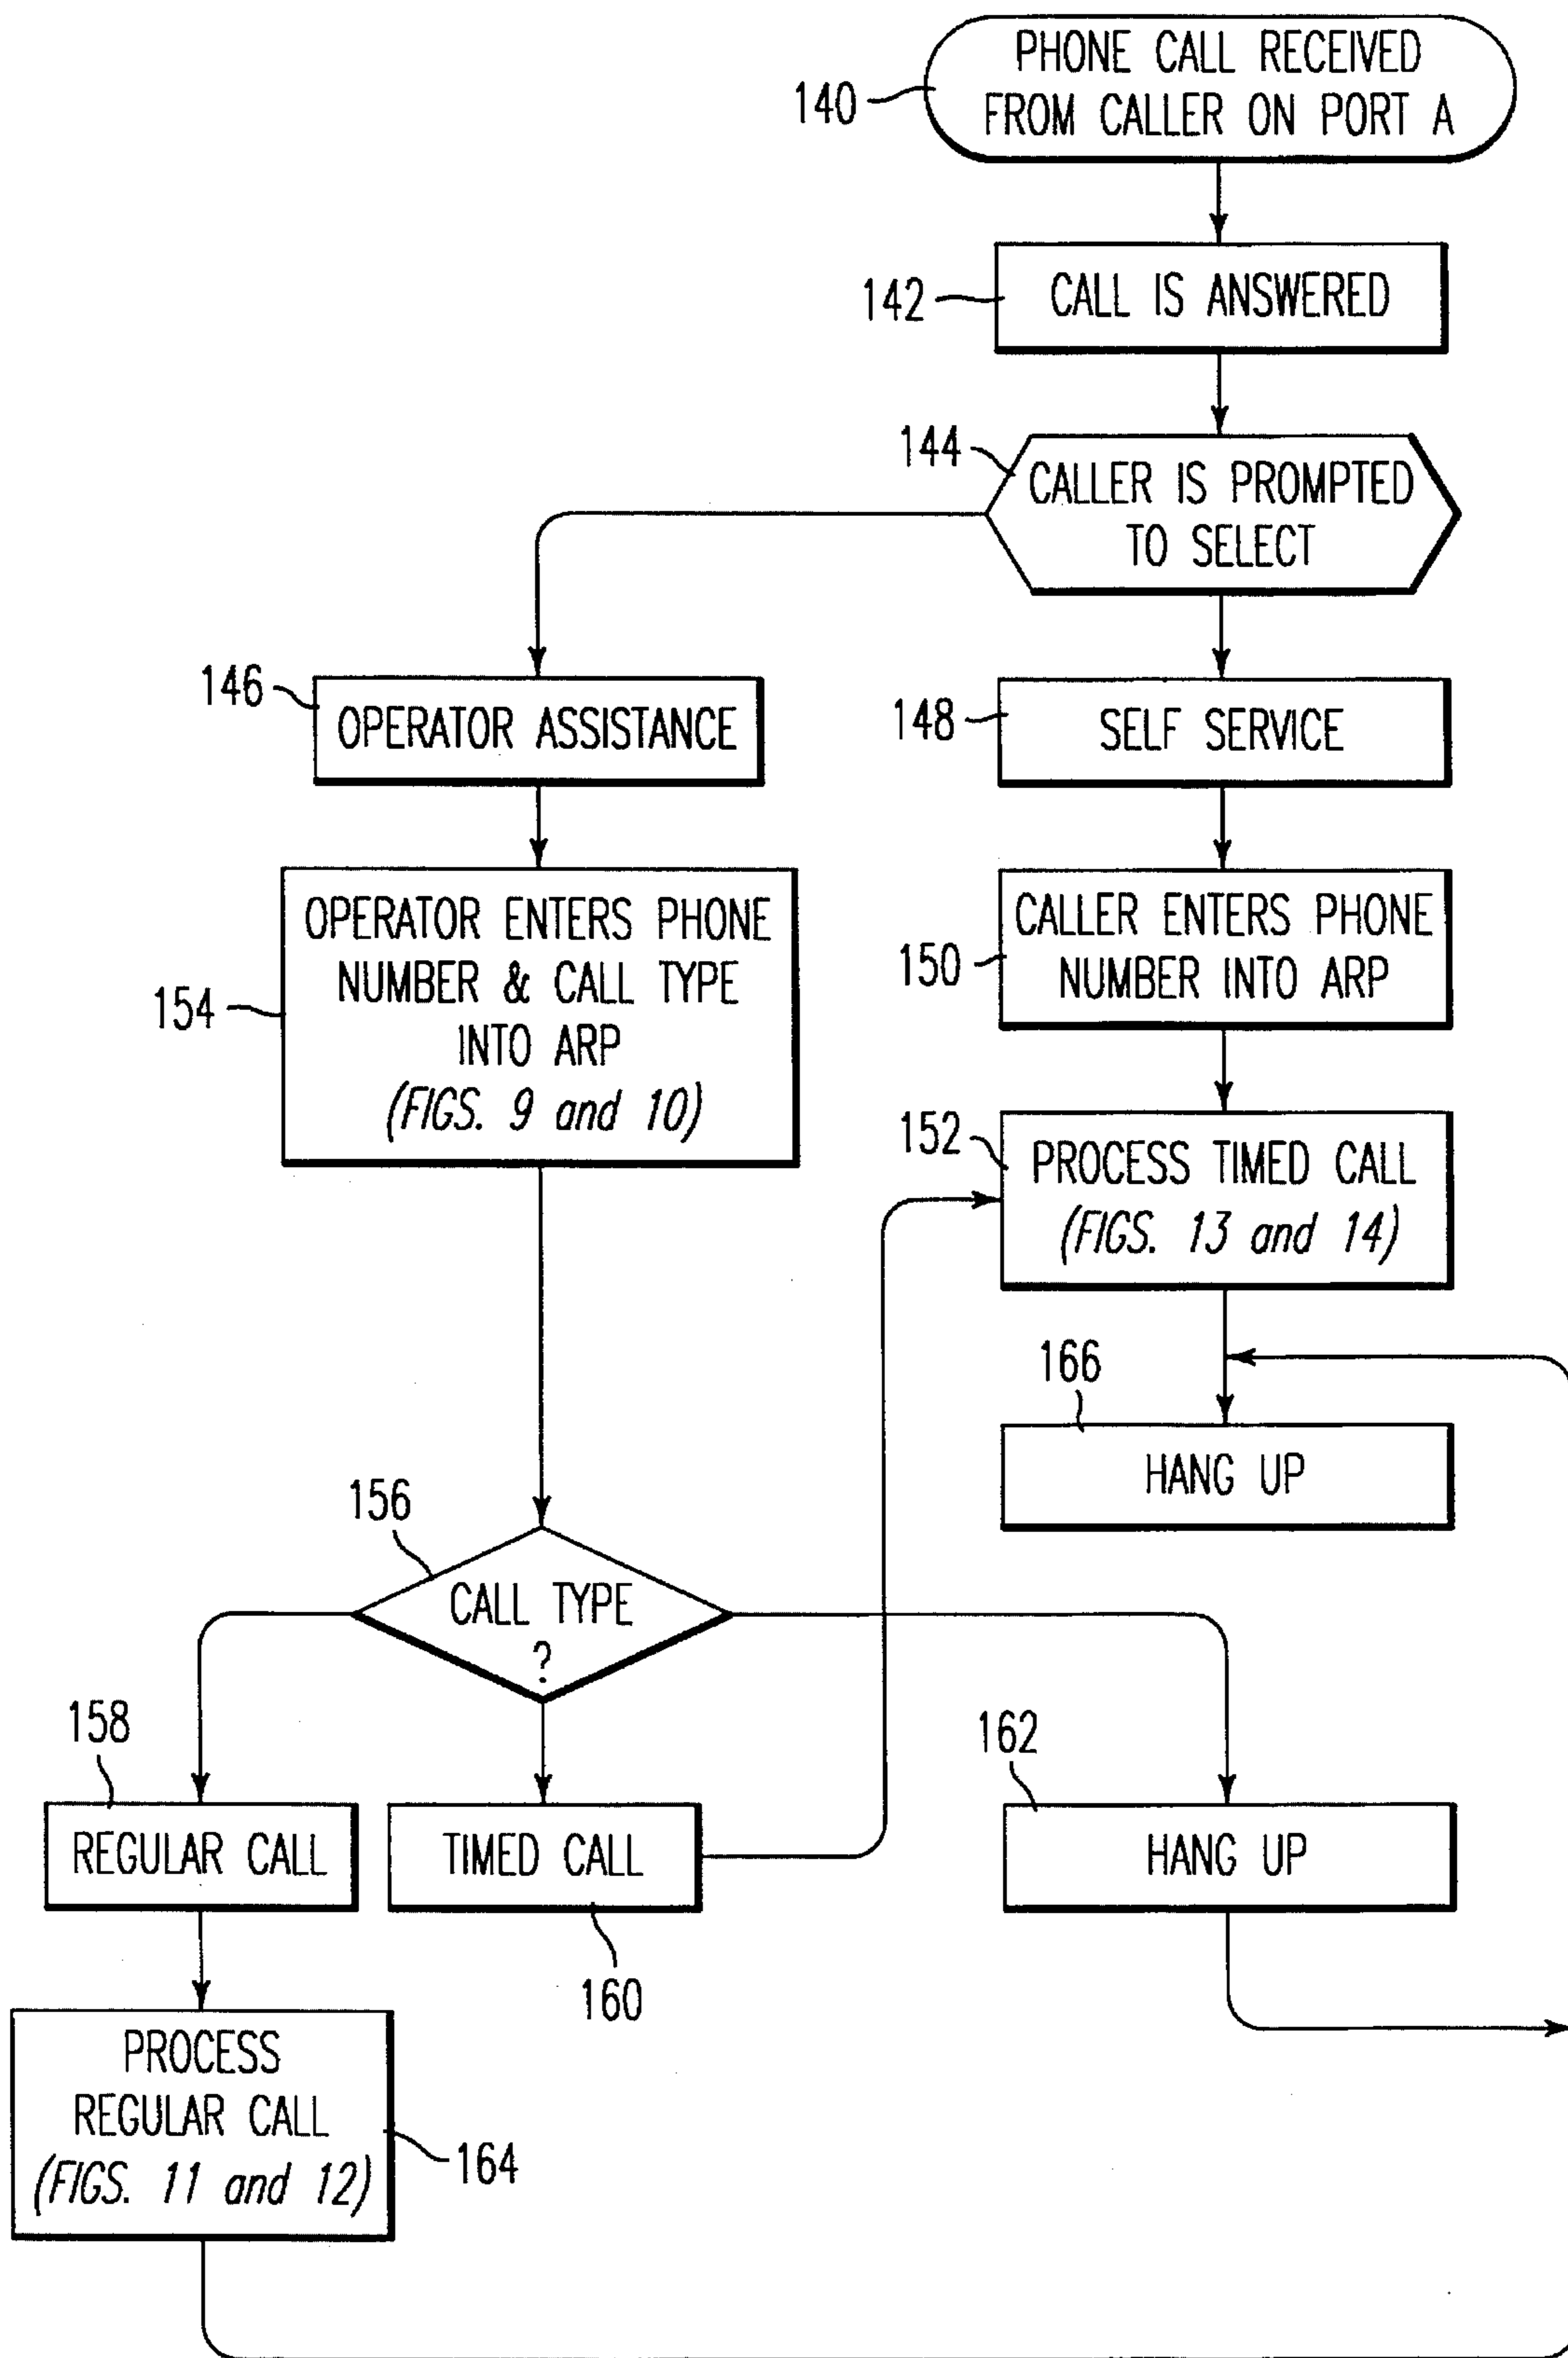 PHONE CALL RECEIVED
FROM CALLER ON PORT A
140
CALL IS ANSWERED
142
144
CALLER IS PROMPTED
TO SELECT
146
OPERATOR ASSISTANCE
148
SELF SERVICE
OPERATOR ENTERS PHONE
NUMBER & CALL TYPE
INTO ARP
(FIGS. 9 and 10)
154
CALLER ENTERS PHONE
NUMBER INTO ARP
150
152
PROCESS TIMED CALL
(FIGS. 13 and 14)
166
HANG UP
156
CALL TYPE
?
158
REGULAR CALL
TIMED CALL
160
162
HANG UP
PROCESS
REGULAR CALL
(FIGS. 11 and 12)
164